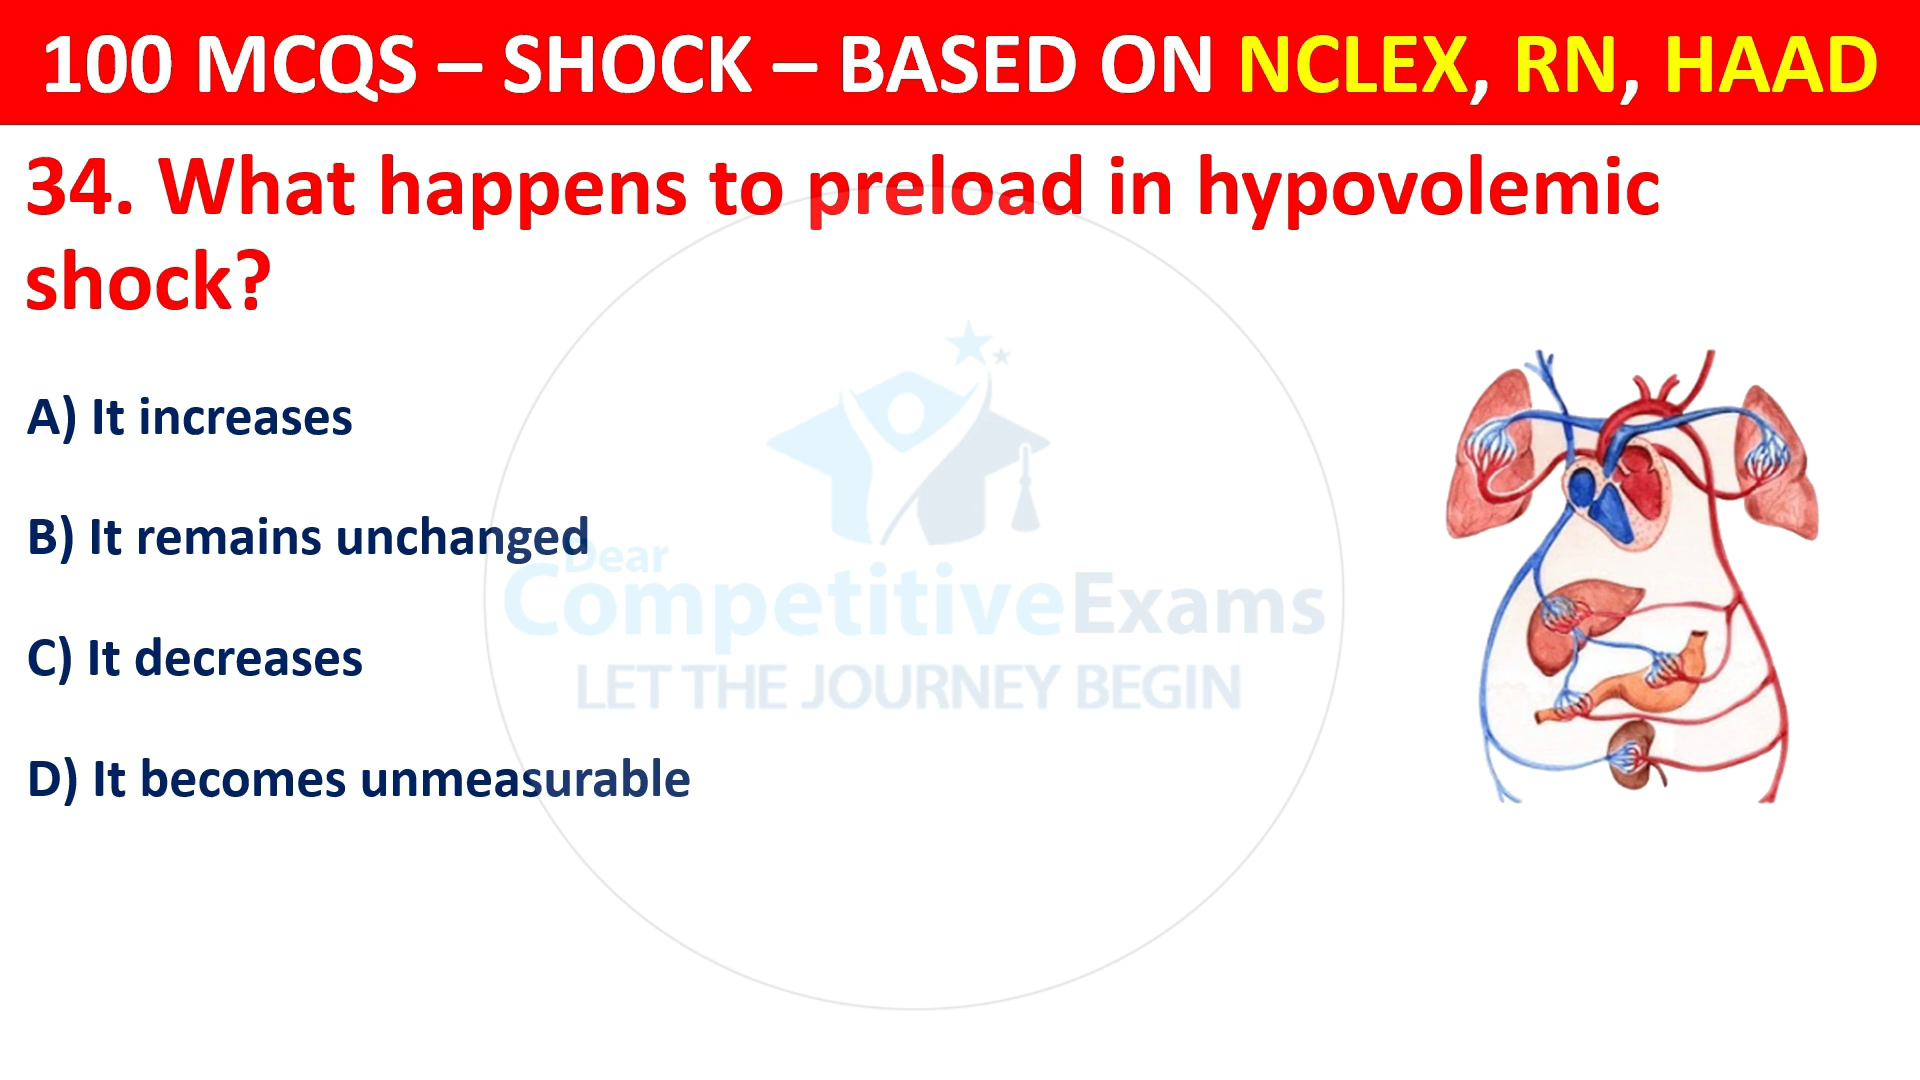 100 MCQS – SHOCK – BASED ON NCLEX, RN, HAAD
34. What happens to preload in hypovolemic
shock?
A) It increases
B) It remains unchanged
C) It decreases
D) It becomes unmeasurable
Dear
CompetitiveExams
LET THE JOURNEY BEGIN